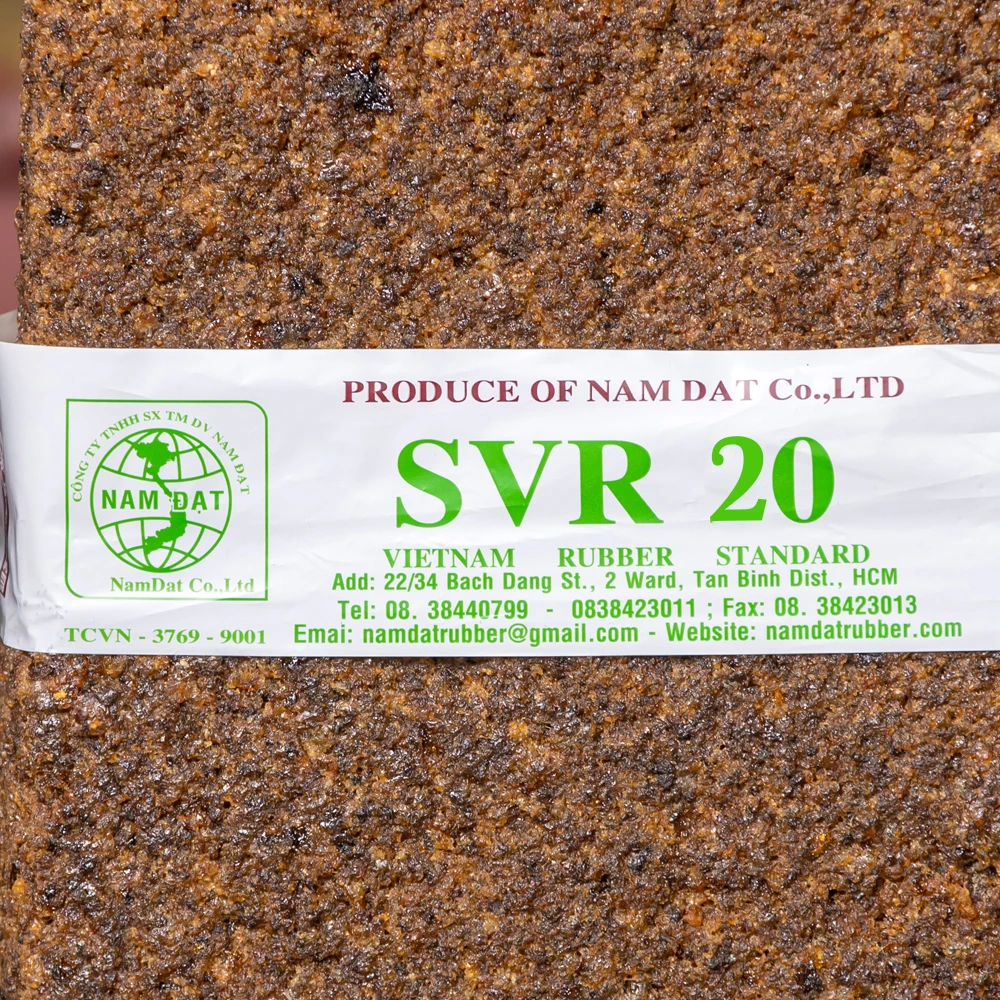 PRODUCE OF NAM DAT Co.,LTD
SVR 20
VIETNAM RUBBER STANDARD
Add: 22/34 Bach Dang St., 2 Ward, Tan Binh Dist., HCM
Tel: 08. 38440799 - 0838423011 ; Fax: 08. 38423013
Emai: namdatrubber@gmail.com - Website: namdatrubber.com
CÔNG TY TNHH SX TM DV NAM ĐẠT
NAM ĐẠT
NamDat Co.,Ltd
TCVN - 3769 - 9001